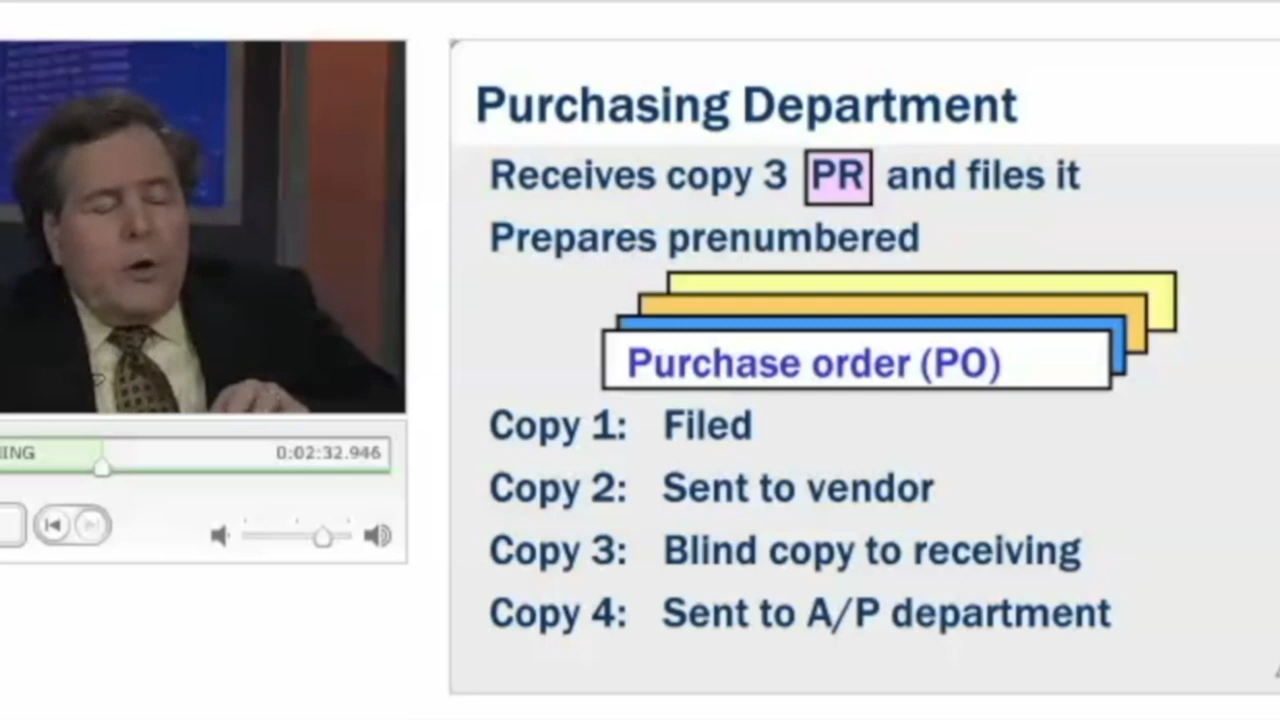 Purchasing Department
Receives copy 3 PR and files it
Prepares prenumbered
Purchase order (PO)
Copy 1: Filed
Copy 2: Sent to vendor
Copy 3: Blind copy to receiving
Copy 4: Sent to A/P department
ING 0:02:32.946